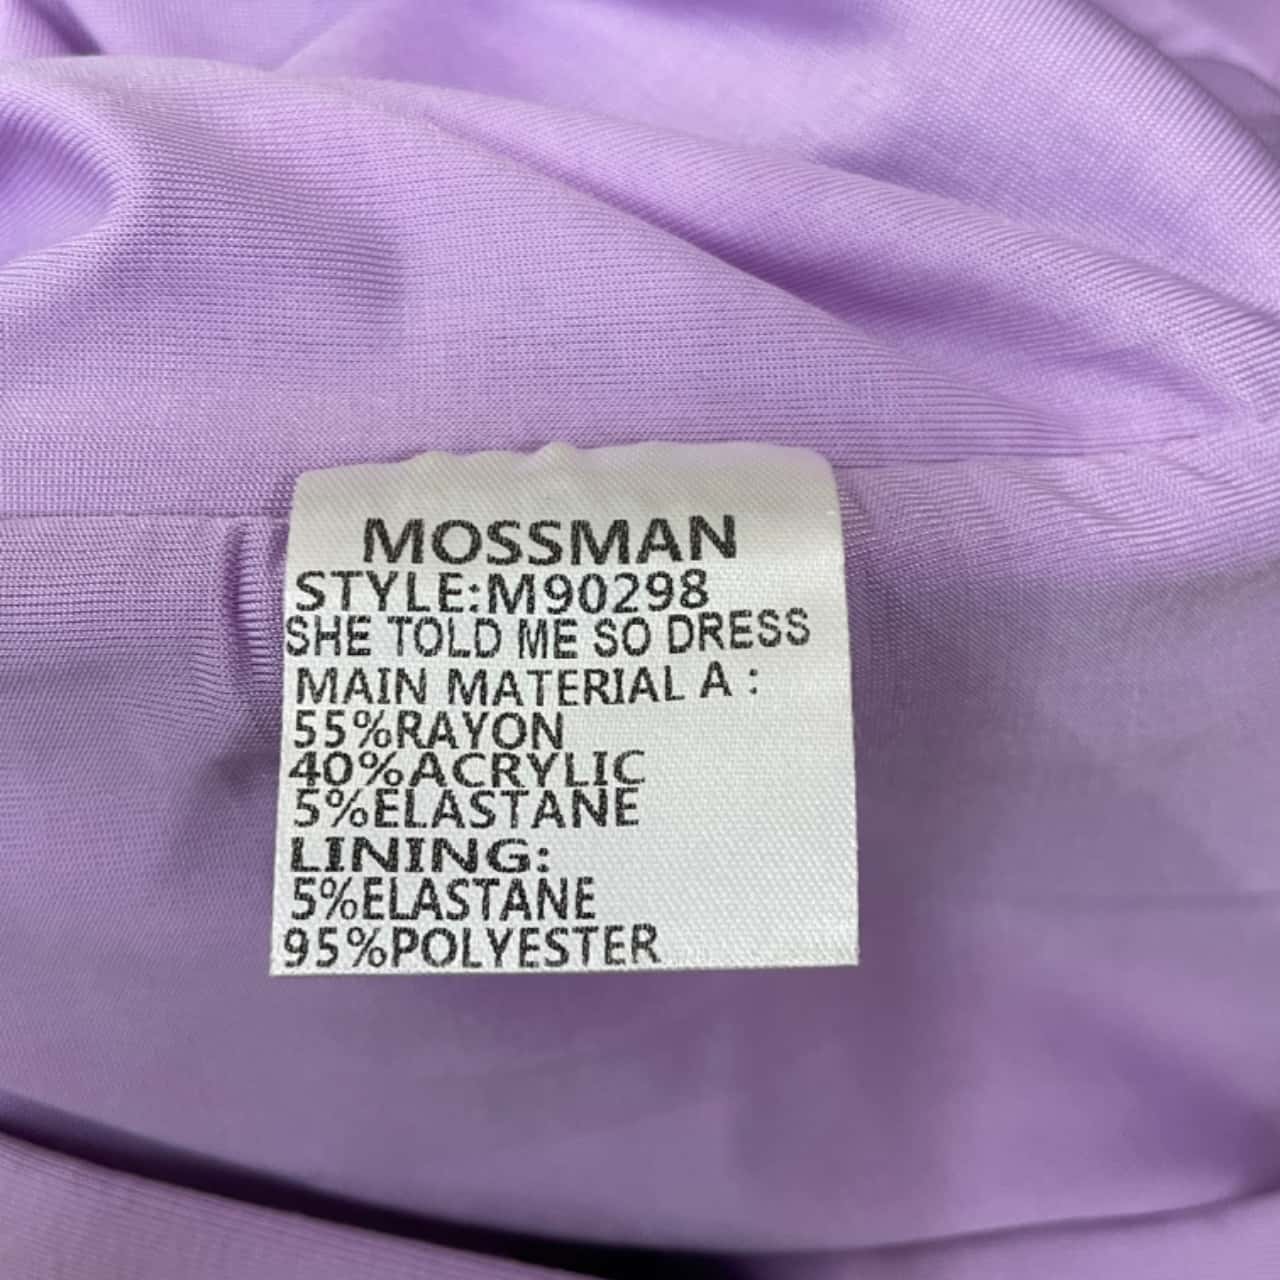 MOSSMAN
STYLE:M90298
SHE TOLD ME SO DRESS
MAIN MATERIAL A :
55%RAYON
40%ACRYLIC
5%ELASTANE
LINING:
5%ELASTANE
95%POLYESTER